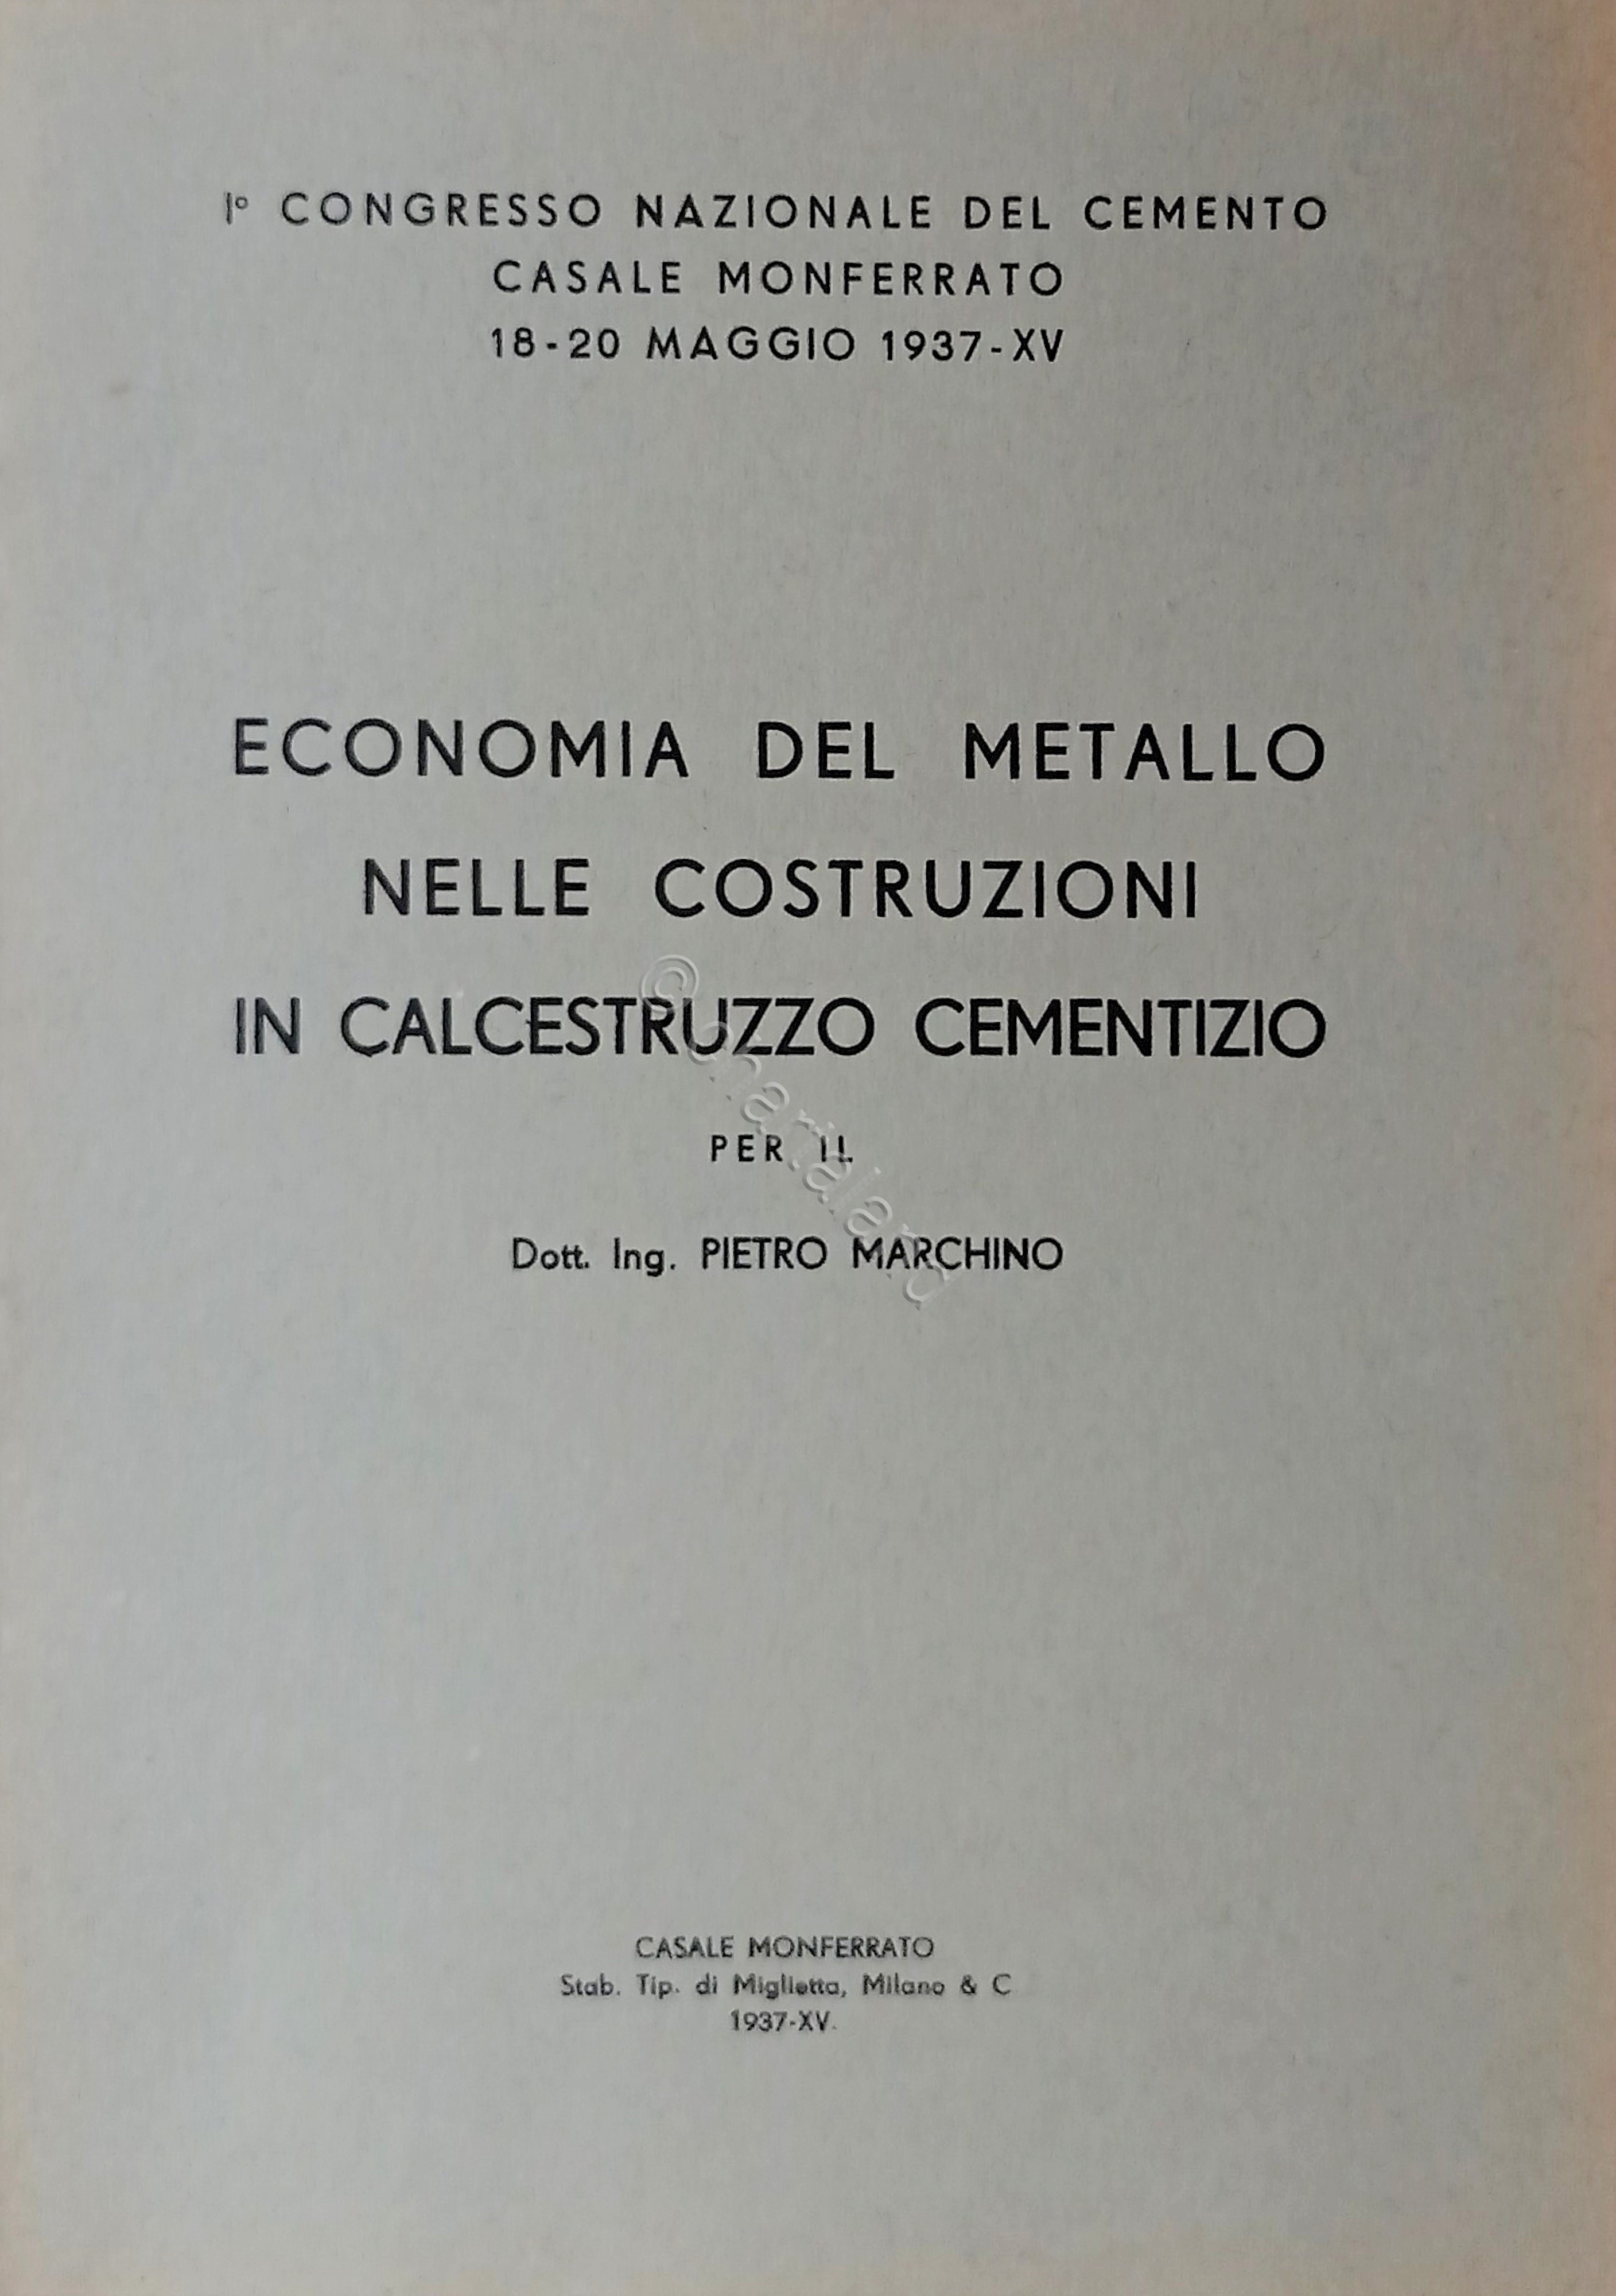 I° CONGRESSO NAZIONALE DEL CEMENTO
CASALE MONFERRATO
18-20 MAGGIO 1937-XV
ECONOMIA DEL METALLO
NELLE COSTRUZIONI
IN CALCESTRUZZO CEMENTIZIO
PER IL
Dott. Ing. PIETRO MARCHINO
© chartaland
CASALE MONFERRATO
Stab. Tip. di Miglietta, Milano & C
1937-XV.